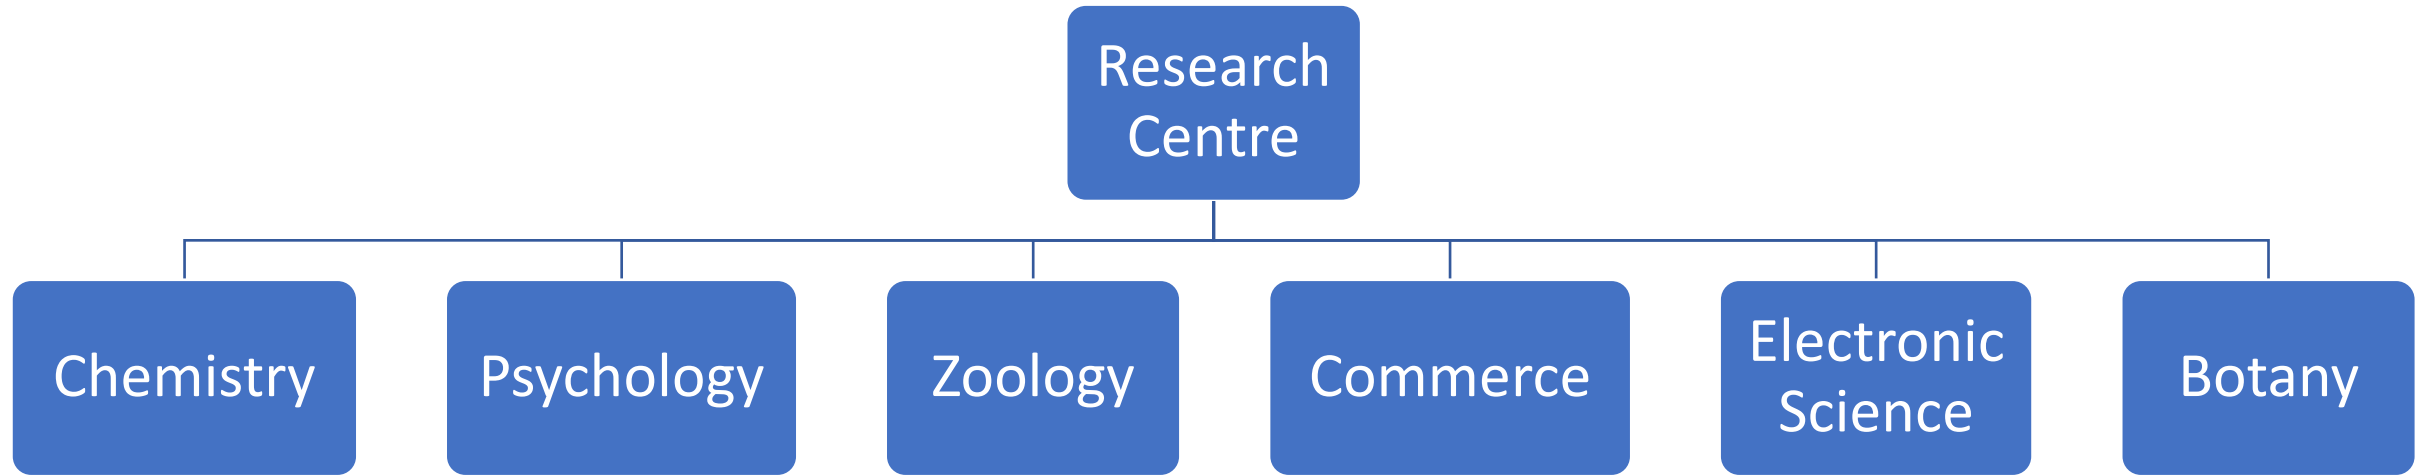 Research
Centre
Chemistry
Psychology
Zoology
Commerce
Electronic
Science
Botany